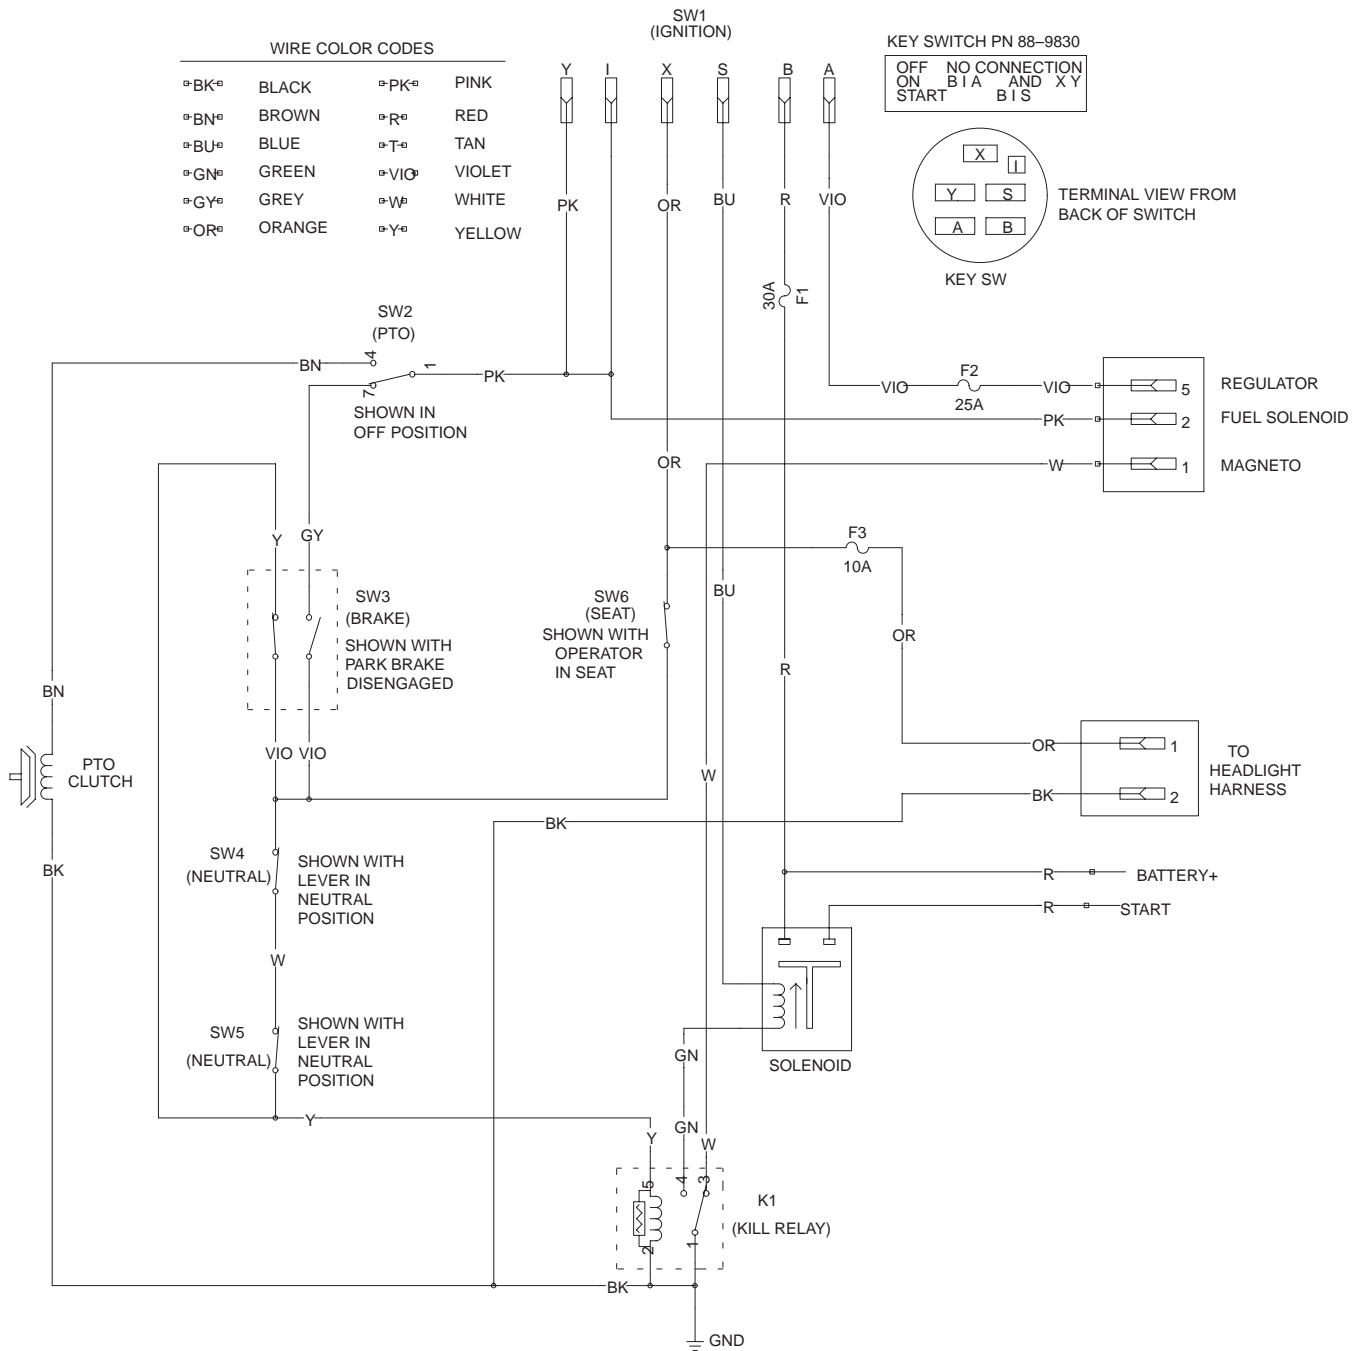 SW1
(IGNITION)
WIRE COLOR CODES
BK BLACK PK PINK
BN BROWN R RED
BU BLUE T TAN
GN GREEN VIO VIOLET
GY GREY W WHITE
OR ORANGE Y YELLOW
Y I X S B A
KEY SWITCH PN 88–9830
OFF NO CONNECTION
ON B I A AND X Y
START B I S
X
I
Y S
A B
TERMINAL VIEW FROM
BACK OF SWITCH
KEY SW
PK OR BU R VIO
30A F1
SW2
(PTO)
4
1
7
BN
PK
SHOWN IN
OFF POSITION
VIO
F2
25A
VIO
5 REGULATOR
PK
2 FUEL SOLENOID
OR
W
1 MAGNETO
Y GY
F3
10A
SW3
(BRAKE)
SHOWN WITH
PARK BRAKE
DISENGAGED
SW6
(SEAT)
SHOWN WITH
OPERATOR
IN SEAT
BU
OR
R
BN
VIO VIO
PTO
CLUTCH
W
OR
1
BK
2
TO
HEADLIGHT
HARNESS
BK
BK
SW4
(NEUTRAL)
SHOWN WITH
LEVER IN
NEUTRAL
POSITION
R BATTERY+
R START
W
SW5
(NEUTRAL)
SHOWN WITH
LEVER IN
NEUTRAL
POSITION
SOLENOID
GN
Y
GN
Y
W
5
4
3
2
1
K1
(KILL RELAY)
BK
GND